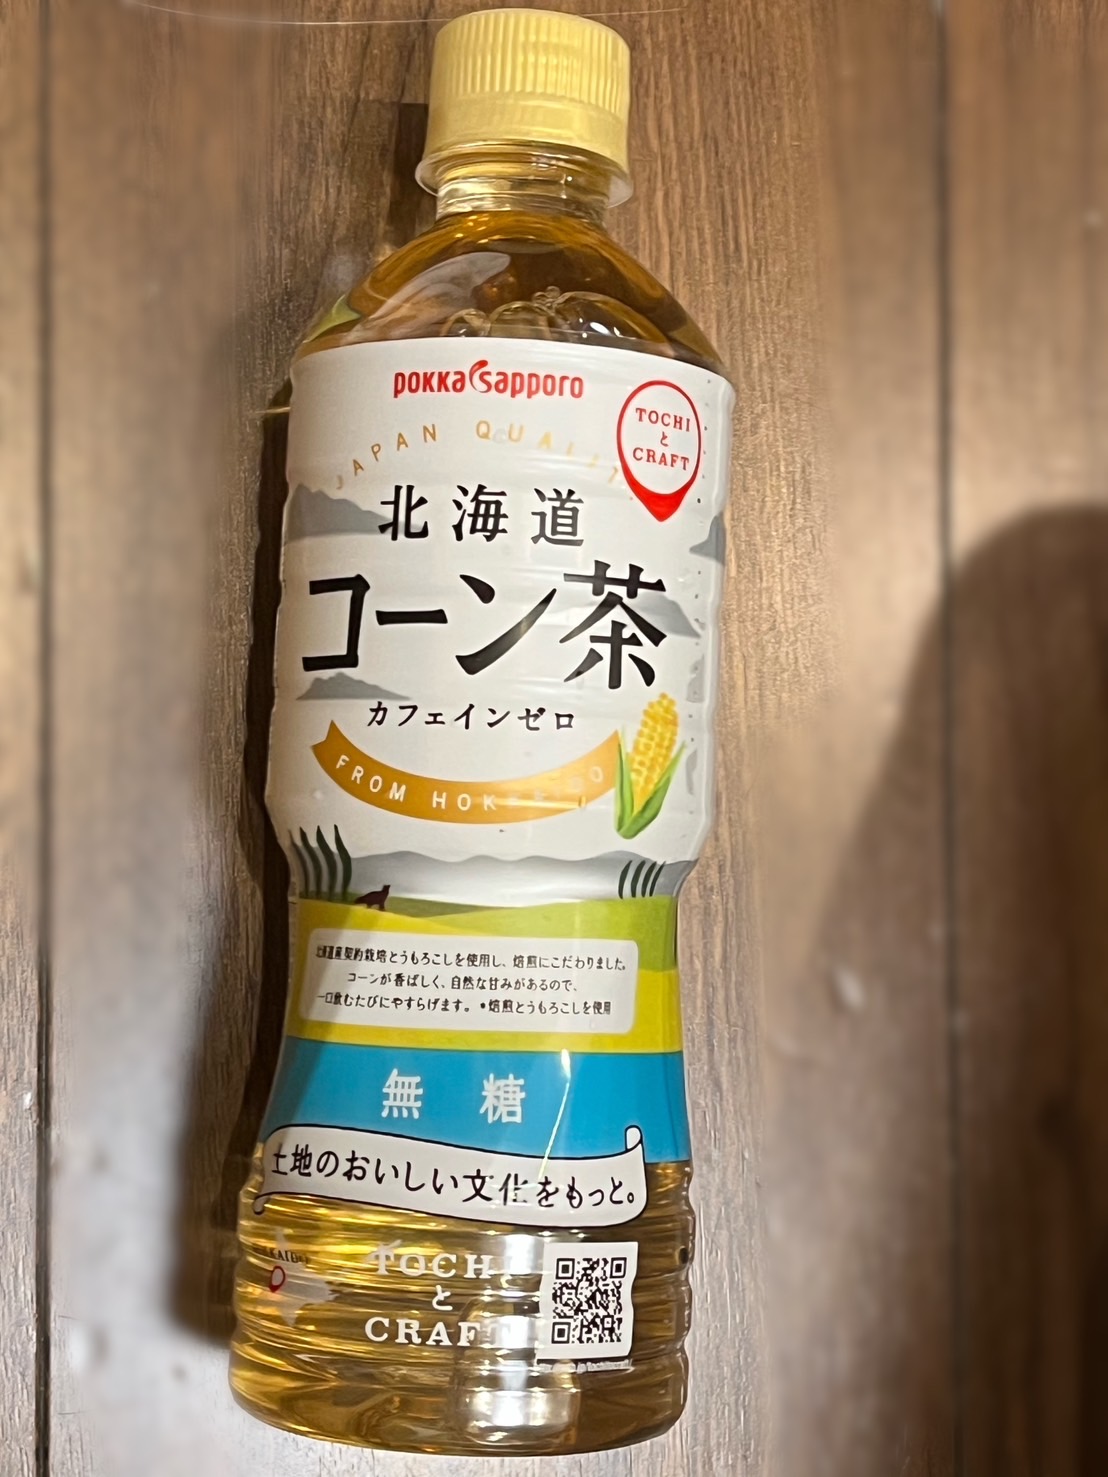 pokka sapporo
JAPAN QUALITY
TOCHI
と
CRAFT
北海道
コーン茶
カフェインゼロ
FROM HOKKAIDO
北海道産契約栽培とうもろこしを使用し、焙煎にこだわりました。
コーンが香ばしく、自然な甘みがあるので、
一口飲むたびにやすらげます。●焙煎とうもろこしを使用
無糖
土地のおいしい文化をもっと。
TOCHI
と
CRAFT